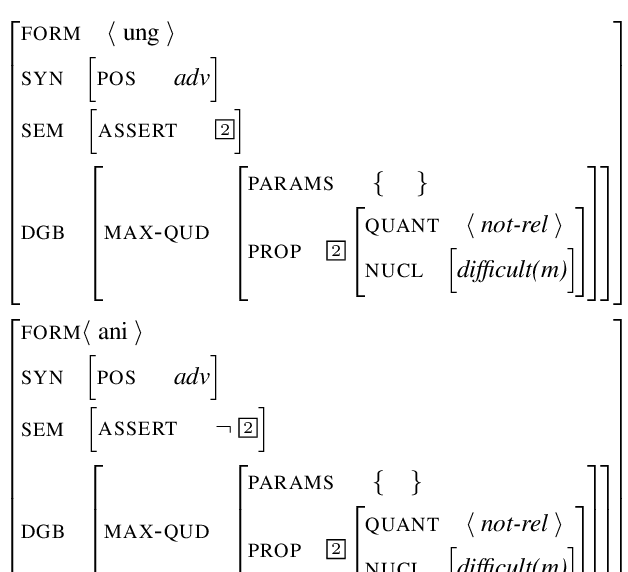 FORM ⟨ ung ⟩
SYN [POS adv]
SEM [ASSERT 2]
PARAMS { }
DGB [MAX-QUD
PROP 2
QUANT ⟨ not-rel ⟩
NUCL [difficult(m)]
FORM⟨ ani ⟩
SYN [POS adv]
SEM [ASSERT ¬ 2]
PARAMS { }
DGB [MAX-QUD
PROP 2
QUANT ⟨ not-rel ⟩
NUCL [difficult(m)]